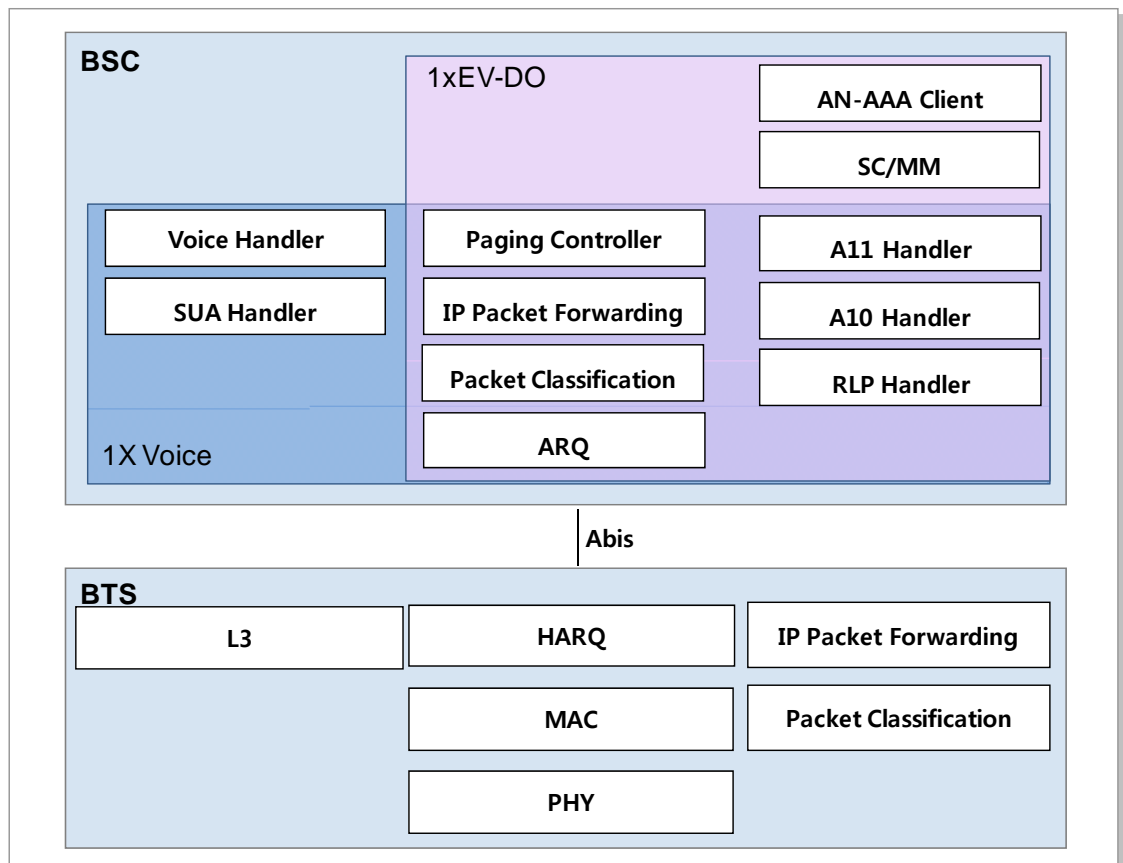 BSC
1xEV-DO
AN-AAA Client
SC/MM
Voice Handler
Paging Controller
A11 Handler
SUA Handler
IP Packet Forwarding
A10 Handler
Packet Classification
RLP Handler
1X Voice
ARQ
Abis
BTS
L3
HARQ
IP Packet Forwarding
MAC
Packet Classification
PHY